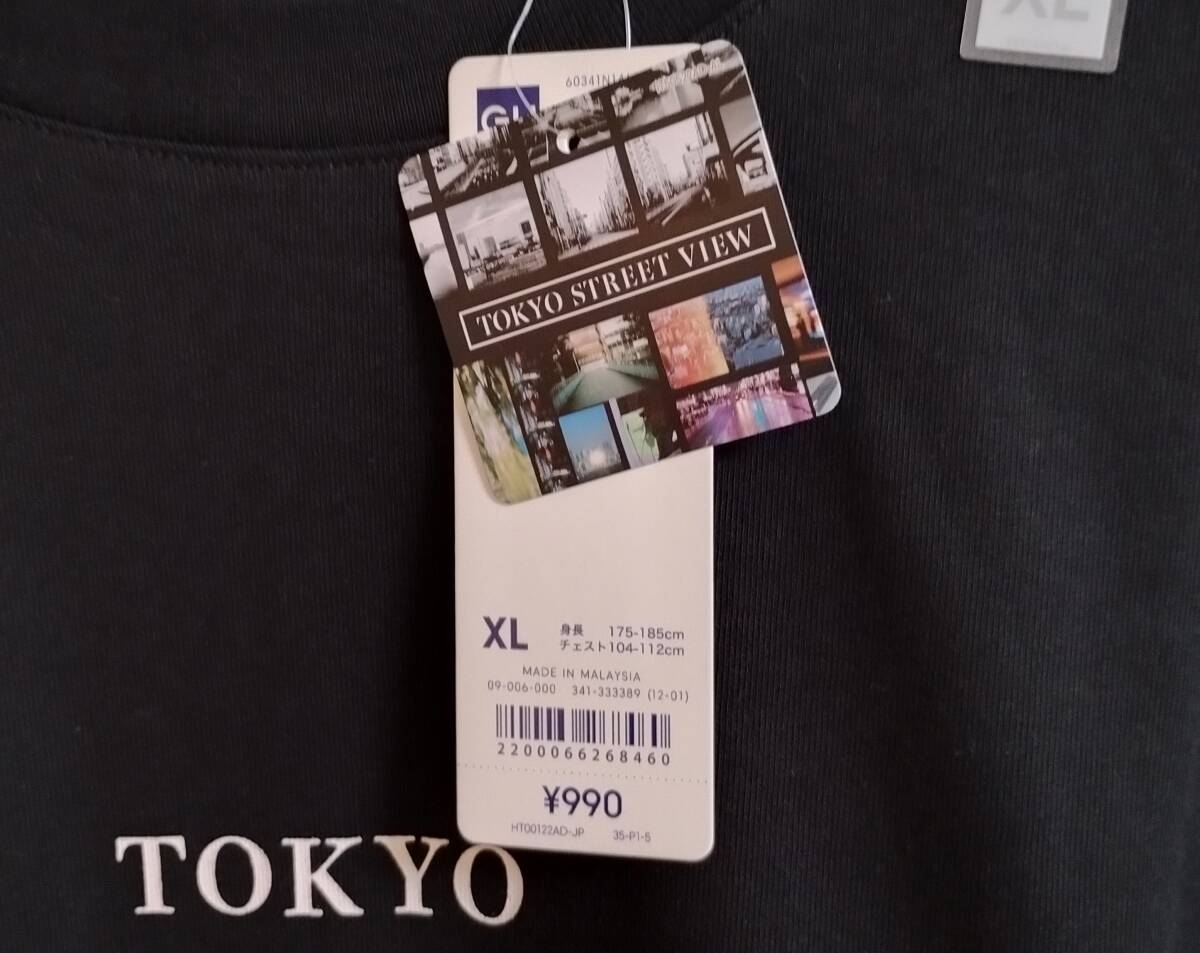 XL
GU
TOKYO STREET VIEW
XL
身長 175-185cm
チェスト104-112cm
MADE IN MALAYSIA
09-006-000 341-333389 (12-01)
2200066268460
¥990
HT00122AD-JP 35-P1-5
TOKYO